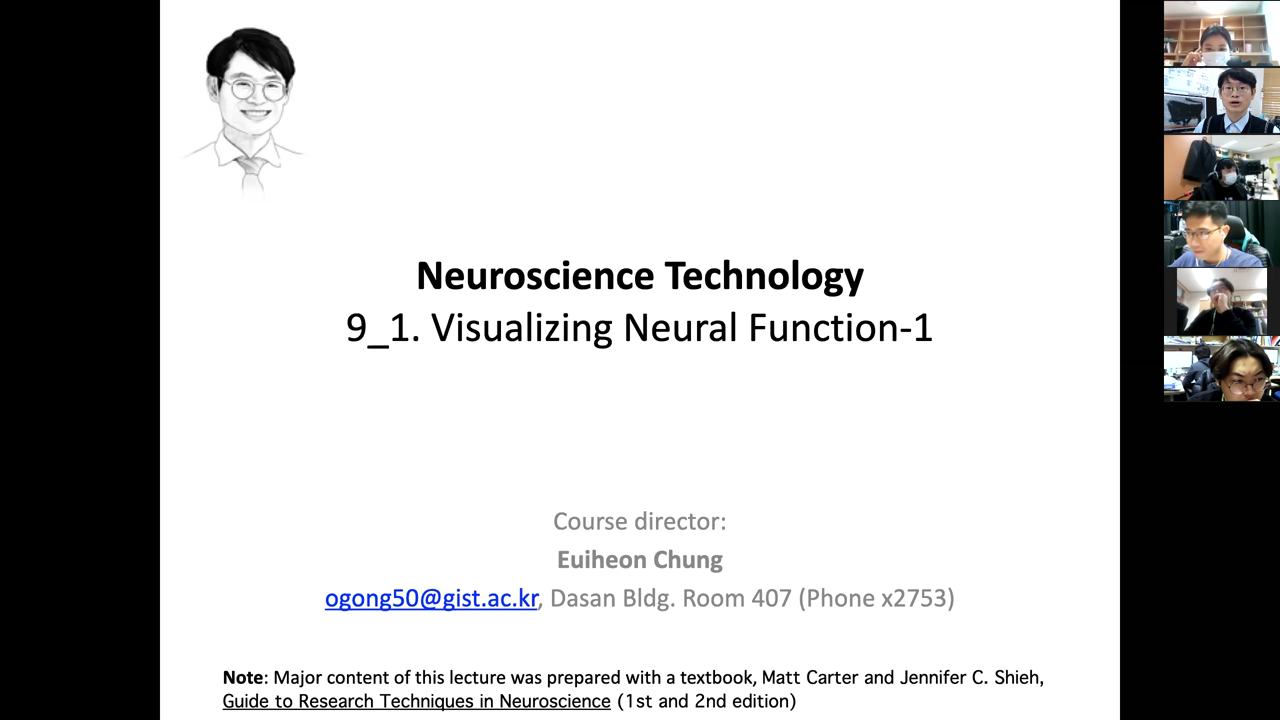 Neuroscience Technology
9_1. Visualizing Neural Function-1
Course director:
Euiheon Chung
ogong50@gist.ac.kr, Dasan Bldg. Room 407 (Phone x2753)
Note: Major content of this lecture was prepared with a textbook, Matt Carter and Jennifer C. Shieh,
Guide to Research Techniques in Neuroscience (1st and 2nd edition)